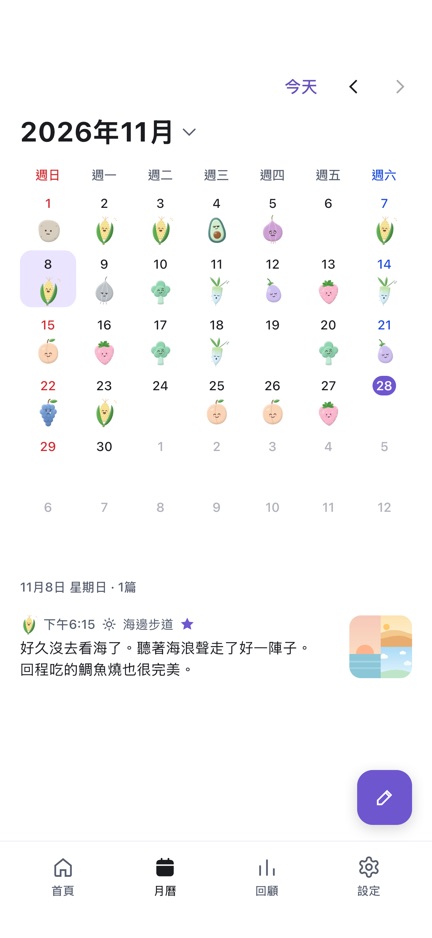 今天
2026年11月
週日 週一 週二 週三 週四 週五 週六
1 2 3 4 5 6 7
8 9 10 11 12 13 14
15 16 17 18 19 20 21
22 23 24 25 26 27 28
29 30 1 2 3 4 5
6 7 8 9 10 11 12
11月8日 星期日 · 1篇
下午6:15 海邊步道
好久沒去看海了。聽著海浪聲走了好一陣子。
回程吃的鯛魚燒也很完美。
首頁 月曆 回顧 設定